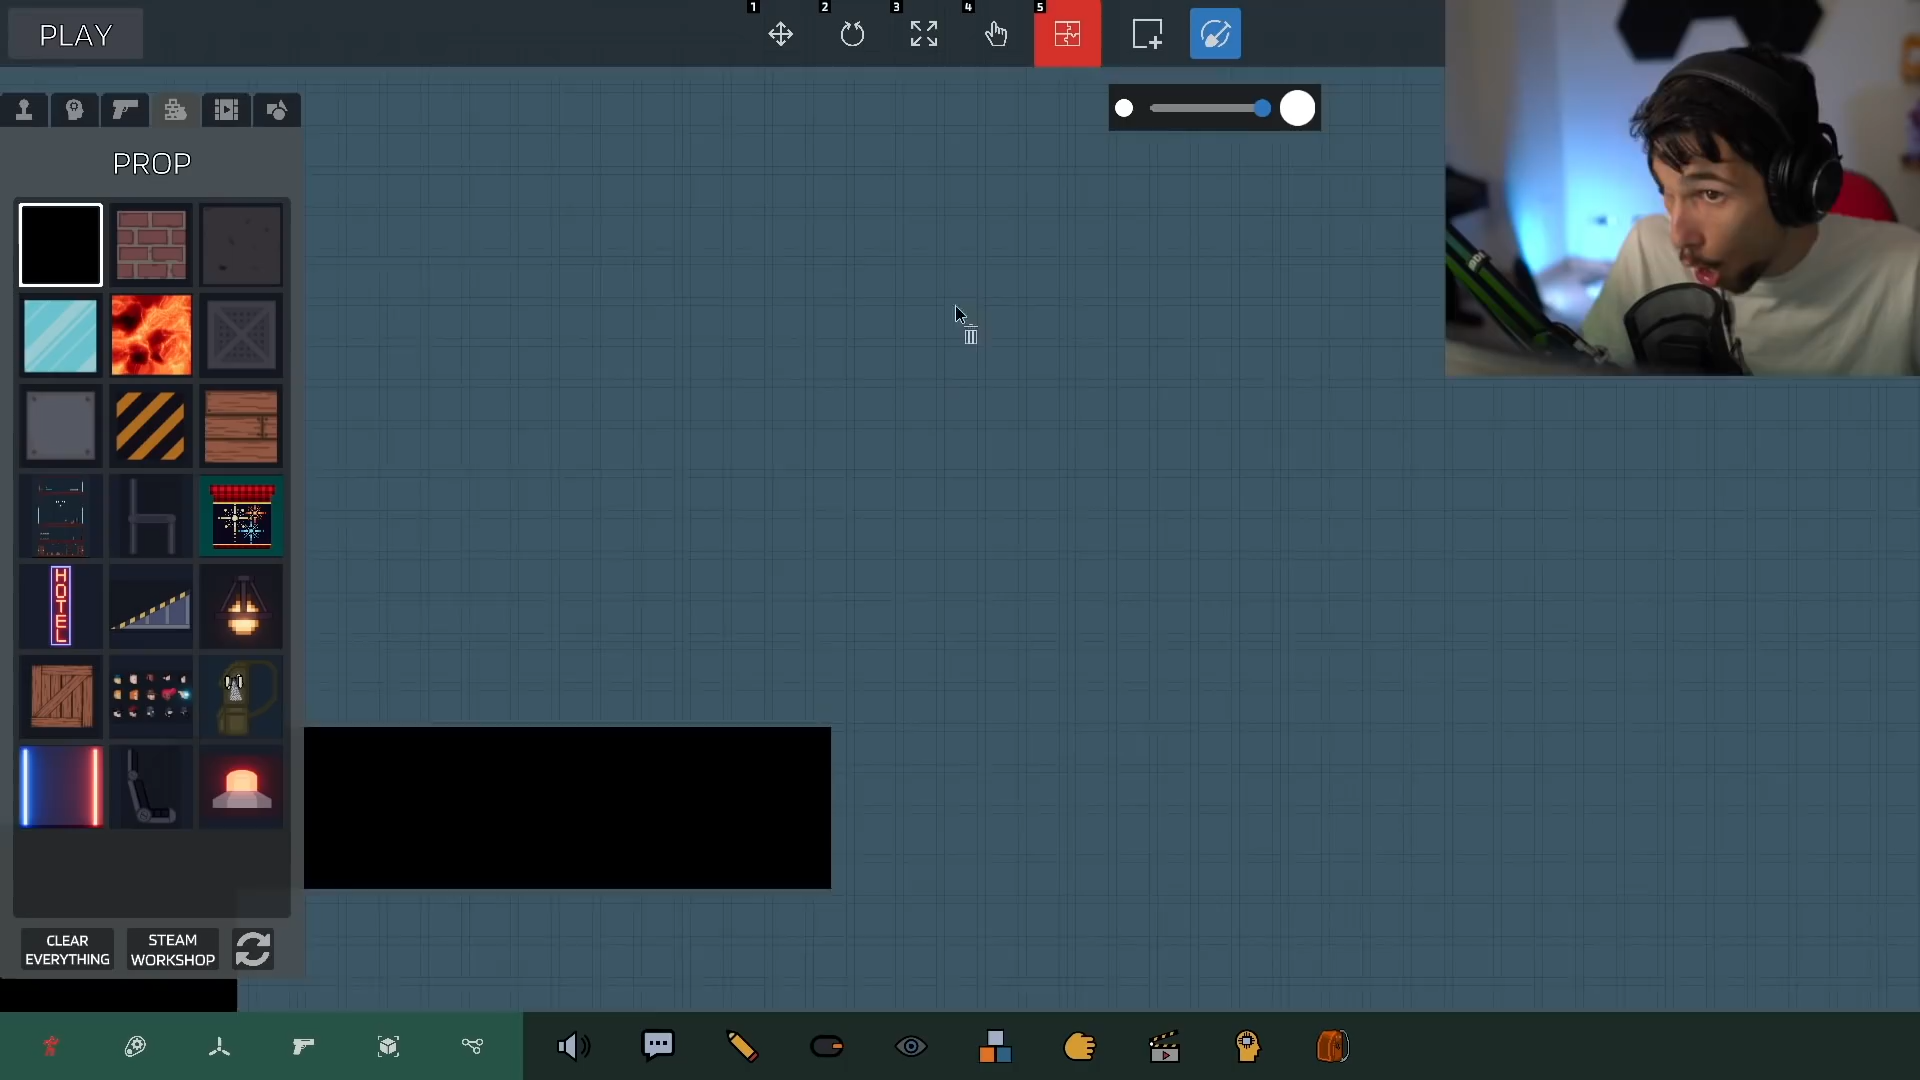 PLAY
1
2
3
4
5
PROP
HOTEL
CLEAR
EVERYTHING
STEAM
WORKSHOP